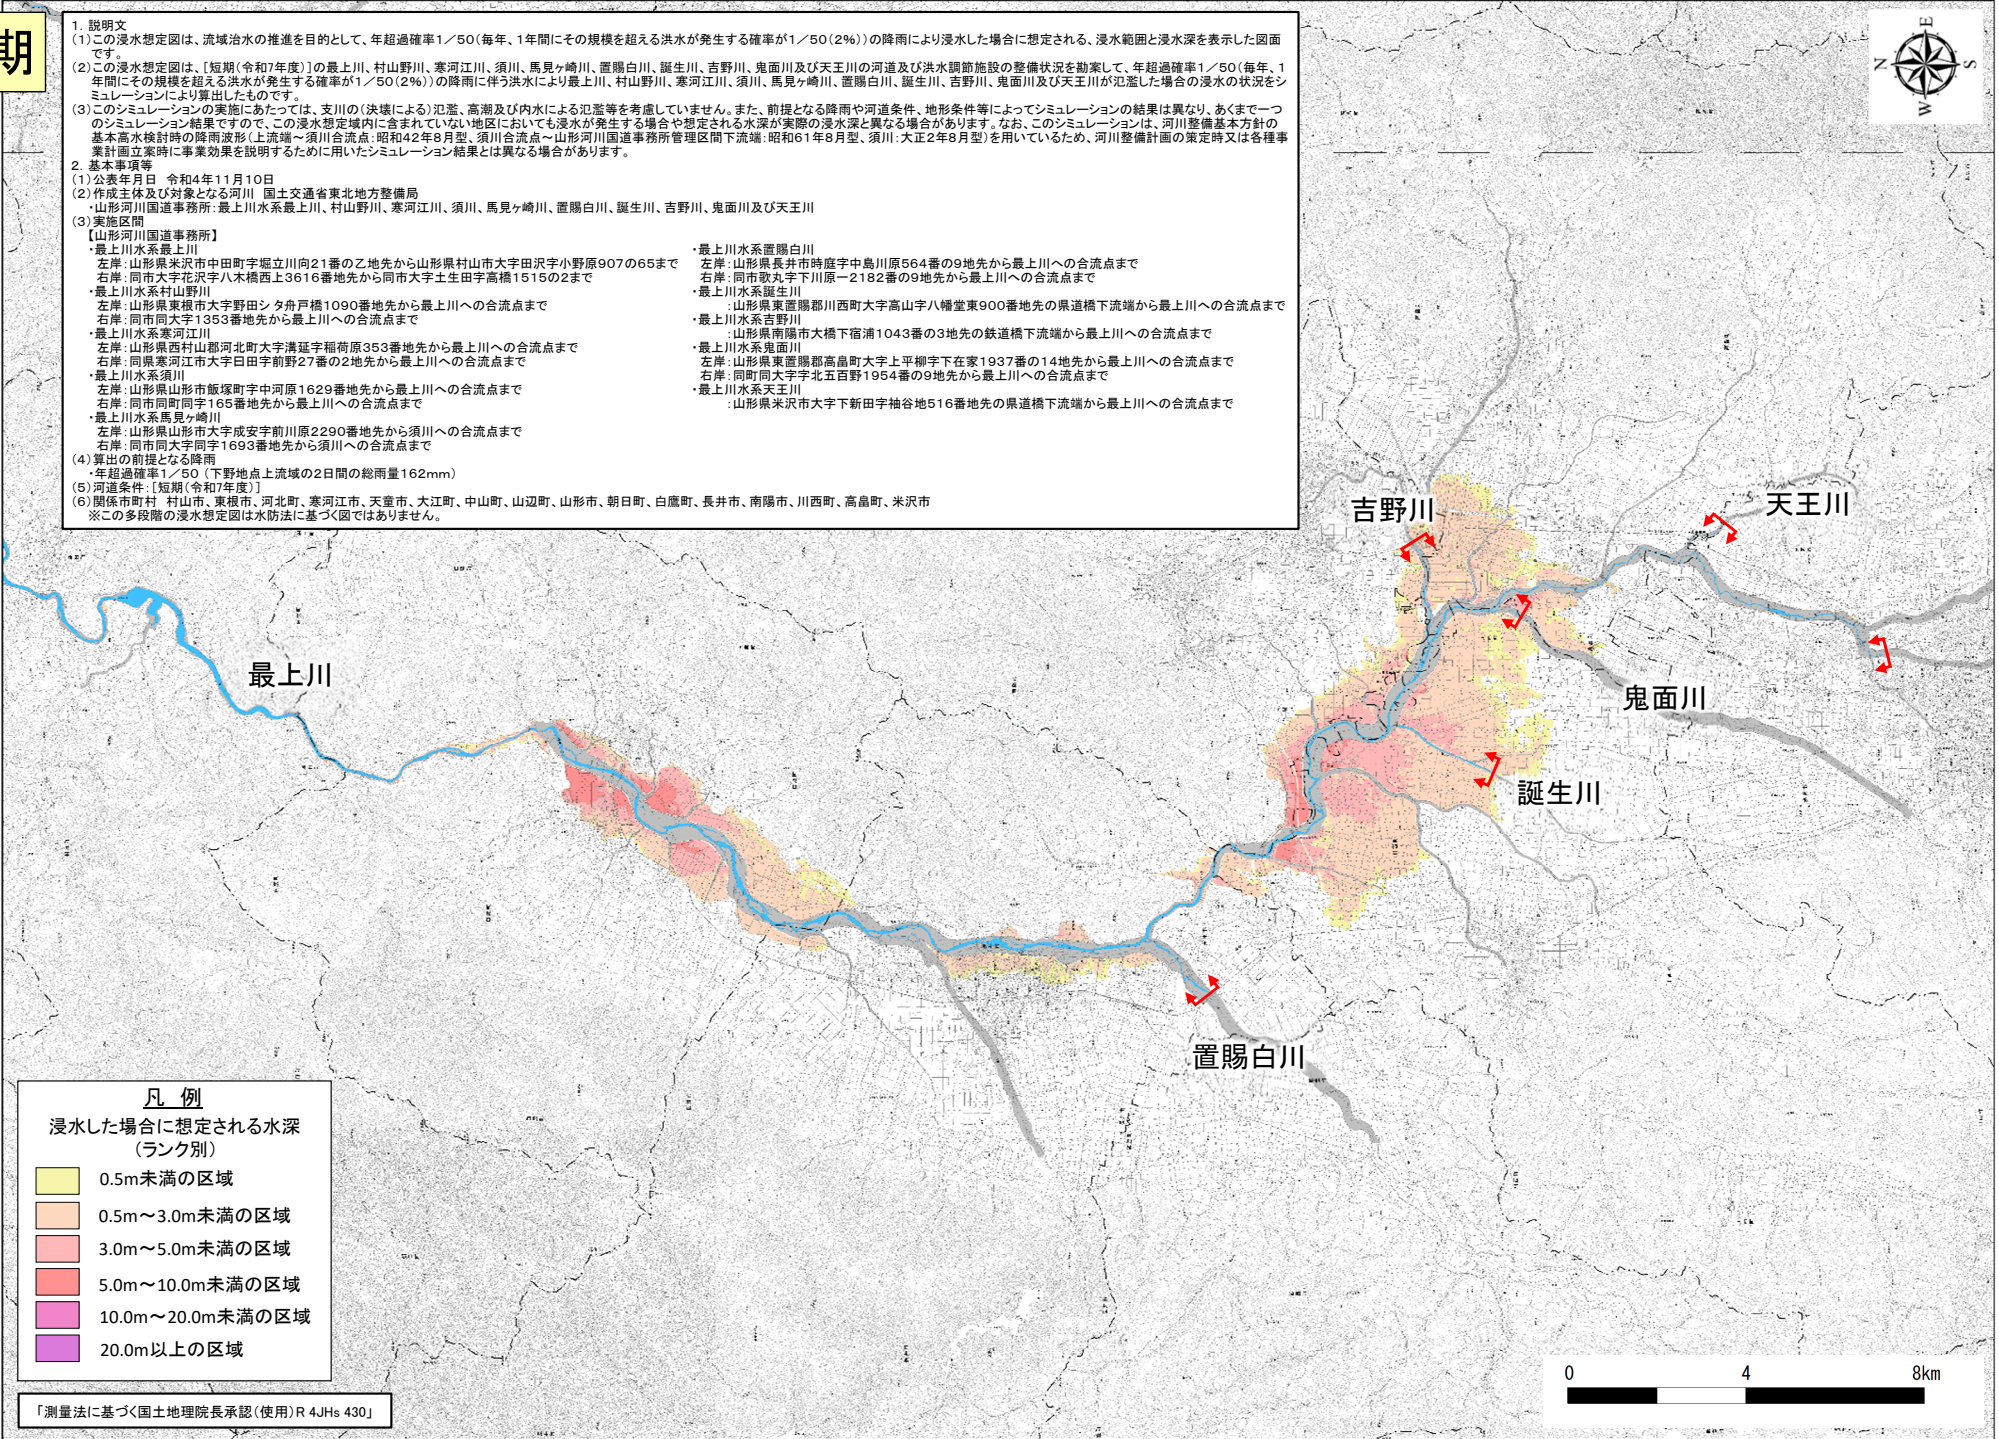 期
1. 説明文
(1)この浸水想定図は、流域治水の推進を目的として、年超過確率1/50(毎年、1年間にその規模を超える洪水が発生する確率が1/50(2%))の降雨により浸水した場合に想定される、浸水範囲と浸水深を表示した図面
です。
(2)この浸水想定図は、[短期(令和7年度)]の最上川、村山野川、寒河江川、須川、馬見ヶ崎川、置賜白川、誕生川、吉野川、鬼面川及び天王川の河道及び洪水調節施設の整備状況を勘案して、年超過確率1/50(毎年、1
年間にその規模を超える洪水が発生する確率が1/50(2%))の降雨に伴う洪水により最上川、村山野川、寒河江川、須川、馬見ヶ崎川、置賜白川、誕生川、吉野川、鬼面川及び天王川が氾濫した場合の浸水の状況をシ
ミュレーションにより算出したものです。
(3)このシミュレーションの実施にあたっては、支川の(決壊による)氾濫、高潮及び内水による氾濫等を考慮していません。また、前提となる降雨や河道条件、地形条件等によってシミュレーションの結果は異なり、あくまで一つ
のシミュレーション結果ですので、この浸水想定域内に含まれていない地区においても浸水が発生する場合や想定される水深が実際の浸水深と異なる場合があります。なお、このシミュレーションは、河川整備基本方針の
基本高水検討時の降雨波形(上流端~須川合流点:昭和42年8月型、須川合流点~山形河川国道事務所管理区間下流端:昭和61年8月型、須川:大正2年8月型)を用いているため、河川整備計画の策定時又は各種事
業計画立案時に事業効果を説明するために用いたシミュレーション結果とは異なる場合があります。
2. 基本事項等
(1)公表年月日 令和4年11月10日
(2)作成主体及び対象となる河川 国土交通省東北地方整備局
・山形河川国道事務所:最上川水系最上川、村山野川、寒河江川、須川、馬見ヶ崎川、置賜白川、誕生川、吉野川、鬼面川及び天王川
(3)実施区間
【山形河川国道事務所】
・最上川水系最上川
左岸:山形県米沢市中田町字堀立川向21番の乙地先から山形県村山市大字田沢字小野原907の65まで
右岸:同市大字花沢字八木橋西上3616番地先から同市大字土生田字高橋1515の2まで
・最上川水系村山野川
左岸:山形県東根市大字野田シタ舟戸橋1090番地先から最上川への合流点まで
右岸:同市同大字1353番地先から最上川への合流点まで
・最上川水系寒河江川
左岸:山形県西村山郡河北町大字溝延字稲荷原353番地先から最上川への合流点まで
右岸:同県寒河江市大字日田字前野27番の2地先から最上川への合流点まで
・最上川水系須川
左岸:山形県山形市飯塚町字中河原1629番地先から最上川への合流点まで
右岸:同市同町同字165番地先から最上川への合流点まで
・最上川水系馬見ヶ崎川
左岸:山形県山形市大字成安字前川原2290番地先から須川への合流点まで
右岸:同市同大字同字1693番地先から須川への合流点まで
・最上川水系置賜白川
左岸:山形県長井市時庭字中島川原564番の9地先から最上川への合流点まで
右岸:同市歌丸字下川原一2182番の9地先から最上川への合流点まで
・最上川水系誕生川
:山形県東置賜郡川西町大字高山字八幡堂東900番地先の県道橋下流端から最上川への合流点まで
・最上川水系吉野川
:山形県南陽市大橋下宿浦1043番の3地先の鉄道橋下流端から最上川への合流点まで
・最上川水系鬼面川
左岸:山形県東置賜郡高畠町大字上平柳字下在家1937番の14地先から最上川への合流点まで
右岸:同町同大字字北五百野1954番の9地先から最上川への合流点まで
・最上川水系天王川
:山形県米沢市大字下新田字袖谷地516番地先の県道橋下流端から最上川への合流点まで
(4)算出の前提となる降雨
・年超過確率1/50 (下野地点上流域の2日間の総雨量162mm)
(5)河道条件:[短期(令和7年度)]
(6)関係市町村 村山市、東根市、河北町、寒河江市、天童市、大江町、中山町、山辺町、山形市、朝日町、白鷹町、長井市、南陽市、川西町、高畠町、米沢市
※この多段階の浸水想定図は水防法に基づく図ではありません。
E
N
S
W
吉野川
天王川
最上川
鬼面川
誕生川
置賜白川
凡 例
浸水した場合に想定される水深
(ランク別)
0.5m未満の区域
0.5m~3.0m未満の区域
3.0m~5.0m未満の区域
5.0m~10.0m未満の区域
10.0m~20.0m未満の区域
20.0m以上の区域
「測量法に基づく国土地理院長承認(使用)R 4JHs 430」
0 4 8km